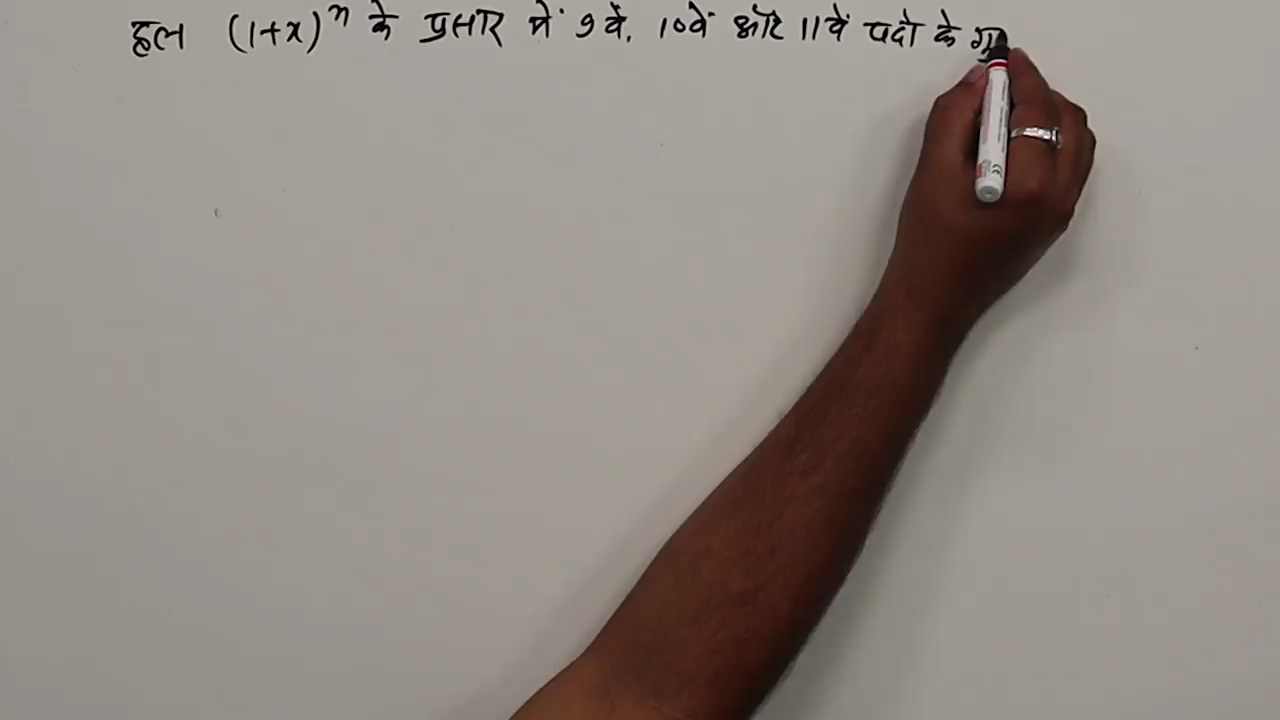 हल (1+x)^n के प्रसार में 9वें, 10वें और 11वें पदों के गु